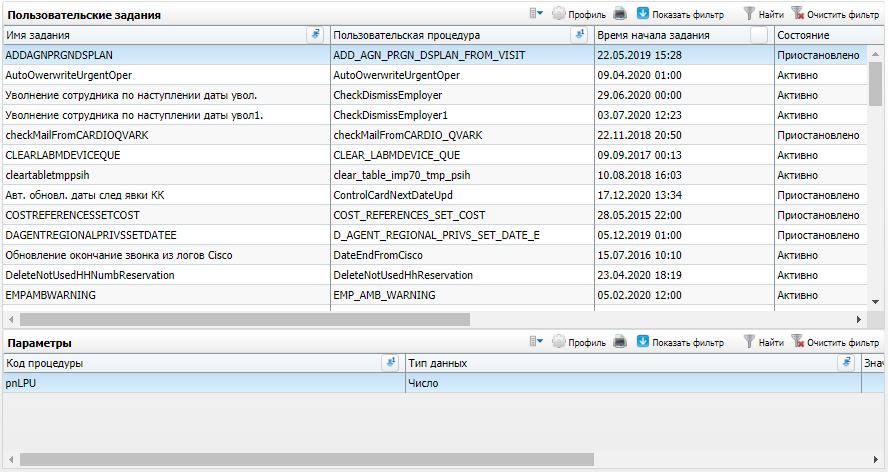 Пользовательские задания Профиль Показать фильтр Найти Очистить фильтр
Имя задания Пользовательская процедура Время начала задания Состояние
ADDAGNPRGNDSPLAN ADD_AGN_PRGN_DSPLAN_FROM_VISIT 22.05.2019 15:28 Приостановлено
AutoOwerwriteUrgentOper AutoOwerwriteUrgentOper 09.04.2020 01:00 Активно
Уволнение сотрудника по наступлении даты увол. CheckDismissEmployer 29.06.2020 00:00 Активно
Уволнение сотрудника по наступлении даты увол1. CheckDismissEmployer1 03.07.2020 12:23 Активно
checkMailFromCARDIOQVARK checkMailFromCARDIO_QVARK 22.11.2018 20:50 Приостановлено
CLEARLABMDEVICEQUE CLEAR_LABMDEVICE_QUE 09.09.2017 00:13 Активно
cleartabletmppsih clear_table_imp70_tmp_psih 10.08.2018 16:03 Активно
Авт. обновл. даты след явки КК ControlCardNextDateUpd 17.12.2020 13:34 Приостановлено
COSTREFERENCESSETCOST COST_REFERENCES_SET_COST 28.05.2015 22:00 Приостановлено
DAGENTREGIONALPRIVSSETDATEE D_AGENT_REGIONAL_PRIVS_SET_DATE_E 05.12.2019 01:00 Приостановлено
Обновление окончание звонка из логов Cisco DateEndFromCisco 15.07.2016 10:10 Активно
DeleteNotUsedHHNumbReservation DeleteNotUsedHhReservation 23.04.2020 18:19 Активно
EMPAMBWARNING EMP_AMB_WARNING 05.02.2020 12:00 Активно
Параметры Профиль Показать фильтр Найти Очистить фильтр
Код процедуры Тип данных Знач
pnLPU Число